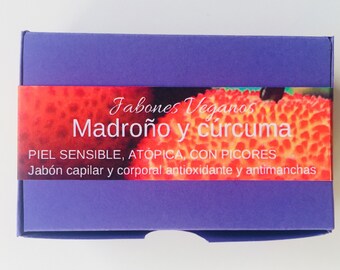 Jabones Veganos
Madroño y cúrcuma
PIEL SENSIBLE, ATÓPICA, CON PICORES
Jabón capilar y corporal antioxidante y antimanchas